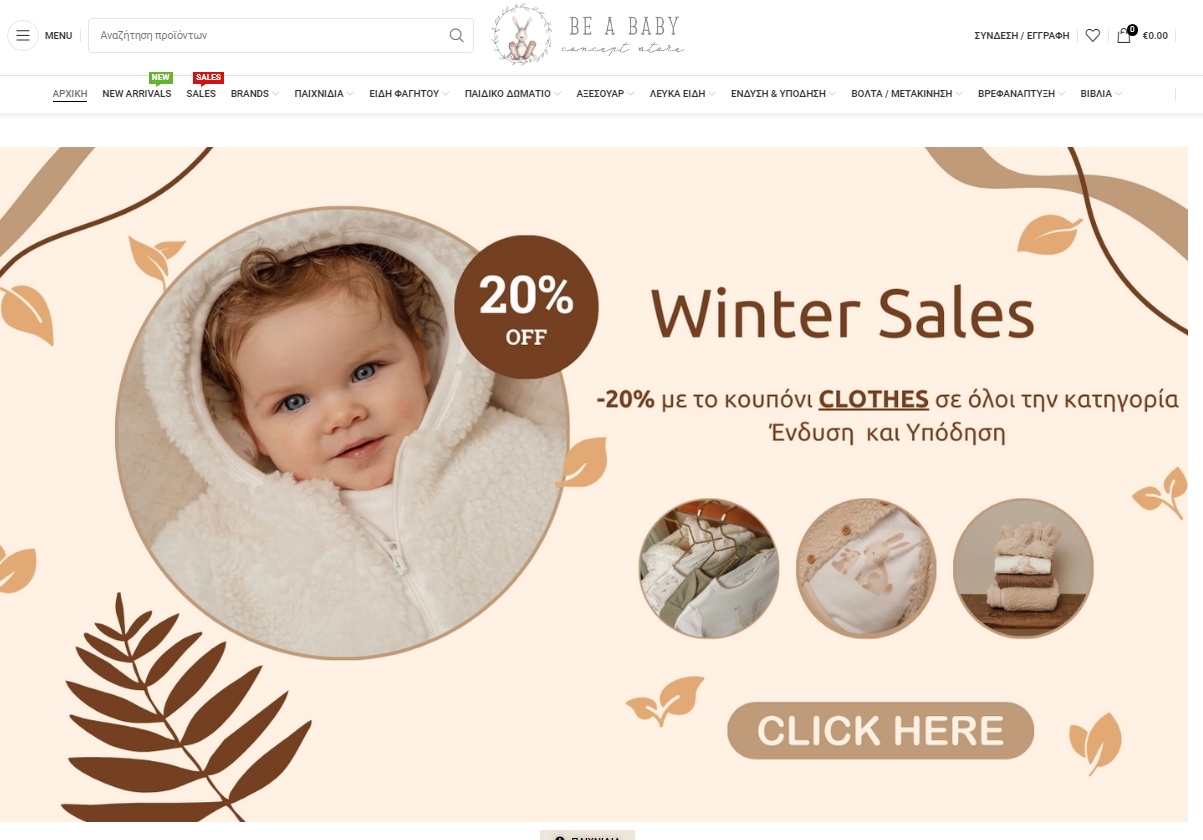 MENU
Αναζήτηση προϊόντων
BE A BABY
concept store
ΣΥΝΔΕΣΗ / ΕΓΓΡΑΦΗ
0
€0.00
NEW
SALES
ΑΡΧΙΚΗ
NEW ARRIVALS
SALES
BRANDS
ΠΑΙΧΝΙΔΙΑ
ΕΙΔΗ ΦΑΓΗΤΟΥ
ΠΑΙΔΙΚΟ ΔΩΜΑΤΙΟ
ΑΞΕΣΟΥΑΡ
ΛΕΥΚΑ ΕΙΔΗ
ΕΝΔΥΣΗ & ΥΠΟΔΗΣΗ
ΒΟΛΤΑ / ΜΕΤΑΚΙΝΗΣΗ
ΒΡΕΦΑΝΑΠΤΥΞΗ
ΒΙΒΛΙΑ
20%
OFF
Winter Sales
-20% με το κουπόνι CLOTHES σε όλοι την κατηγορία
Ένδυση και Υπόδηση
CLICK HERE